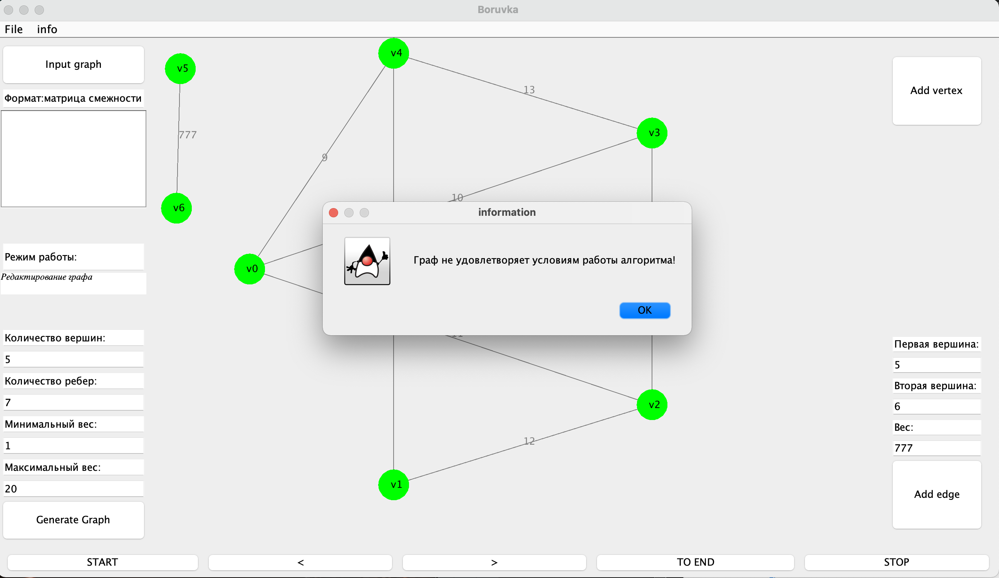 Boruvka
File info
Input graph
Формат:матрица смежности
Режим работы:
Редактирование графа
Количество вершин:
5
Количество ребер:
7
Минимальный вес:
1
Максимальный вес:
20
Generate Graph
v5
777
v6
v4
13
v3
9
10
v0
information
Граф не удовлетворяет условиям работы алгоритма!
OK
v2
12
v1
Add vertex
Первая вершина:
5
Вторая вершина:
6
Вес:
777
Add edge
START
<
>
TO END
STOP